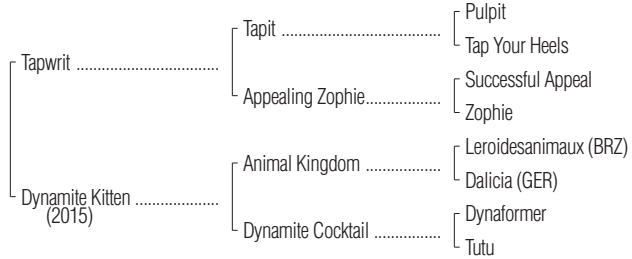 Pulpit
Tapit ........................................
Tap Your Heels
Tapwrit ....................................
Successful Appeal
Appealing Zophie...................
Zophie
Leroidesanimaux (BRZ)
Animal Kingdom ...................
Dalicia (GER)
Dynamite Kitten .....................
(2015)
Dynaformer
Dynamite Cocktail .................
Tutu